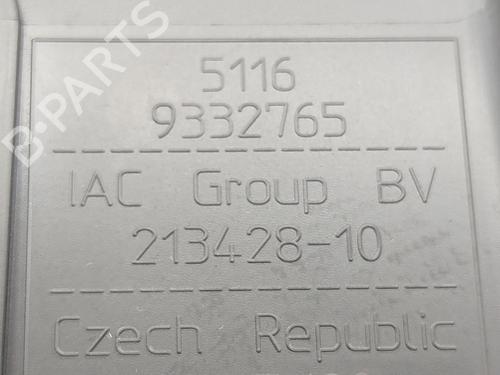 B-PARTS
5116
9332765
IAC Group BV
213428-10
Czech Republic